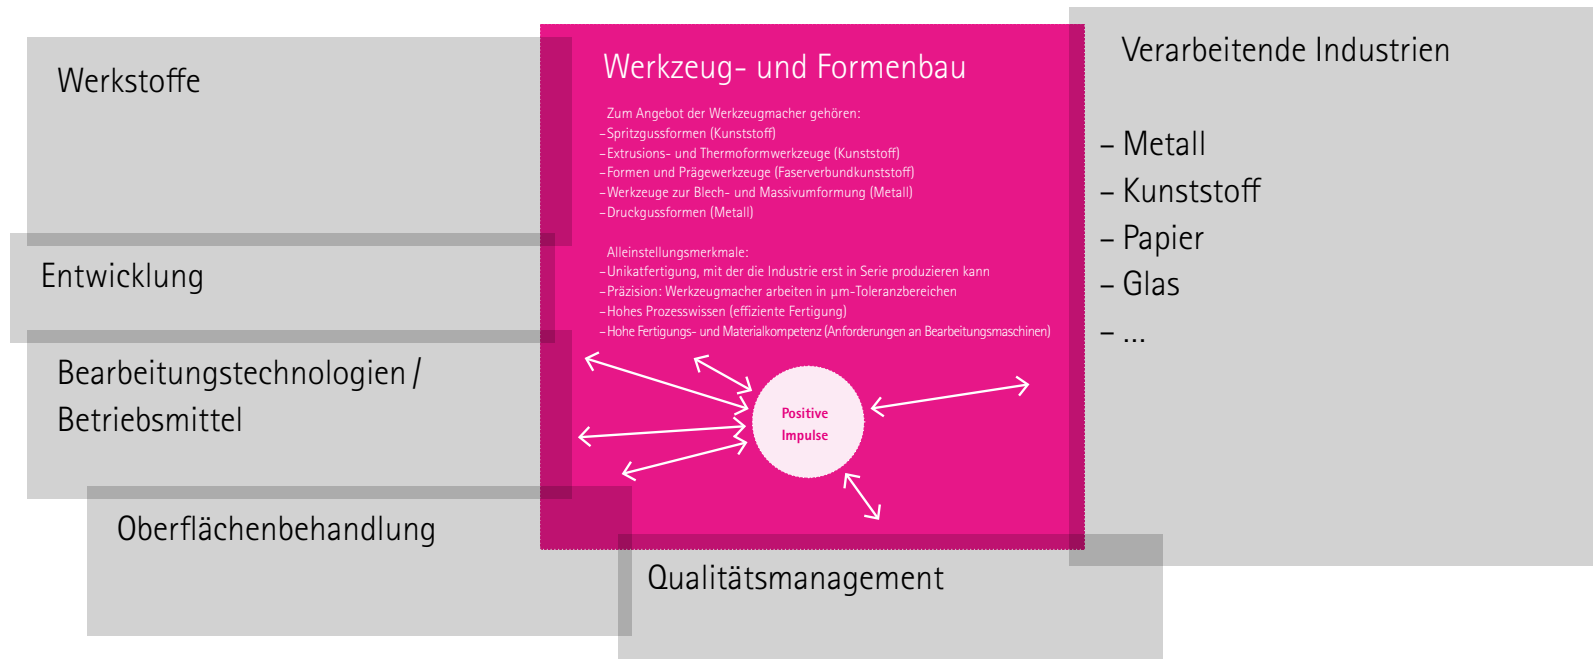 Werkstoffe
Entwicklung
Bearbeitungstechnologien /
Betriebsmittel
Oberflächenbehandlung
Werkzeug- und Formenbau
Zum Angebot der Werkzeugmacher gehören:
– Spritzgussformen (Kunststoff)
– Extrusions- und Thermoformwerkzeuge (Kunststoff)
– Formen und Prägewerkzeuge (Faserverbundkunststoff)
– Werkzeuge zur Blech- und Massivumformung (Metall)
– Druckgussformen (Metall)
Alleinstellungsmerkmale:
– Unikatfertigung, mit der die Industrie erst in Serie produzieren kann
– Präzision: Werkzeugmacher arbeiten in µm-Toleranzbereichen
– Hohes Prozesswissen (effiziente Fertigung)
– Hohe Fertigungs- und Materialkompetenz (Anforderungen an Bearbeitungsmaschinen)
Positive
Impulse
Qualitätsmanagement
Verarbeitende Industrien
– Metall
– Kunststoff
– Papier
– Glas
– ...